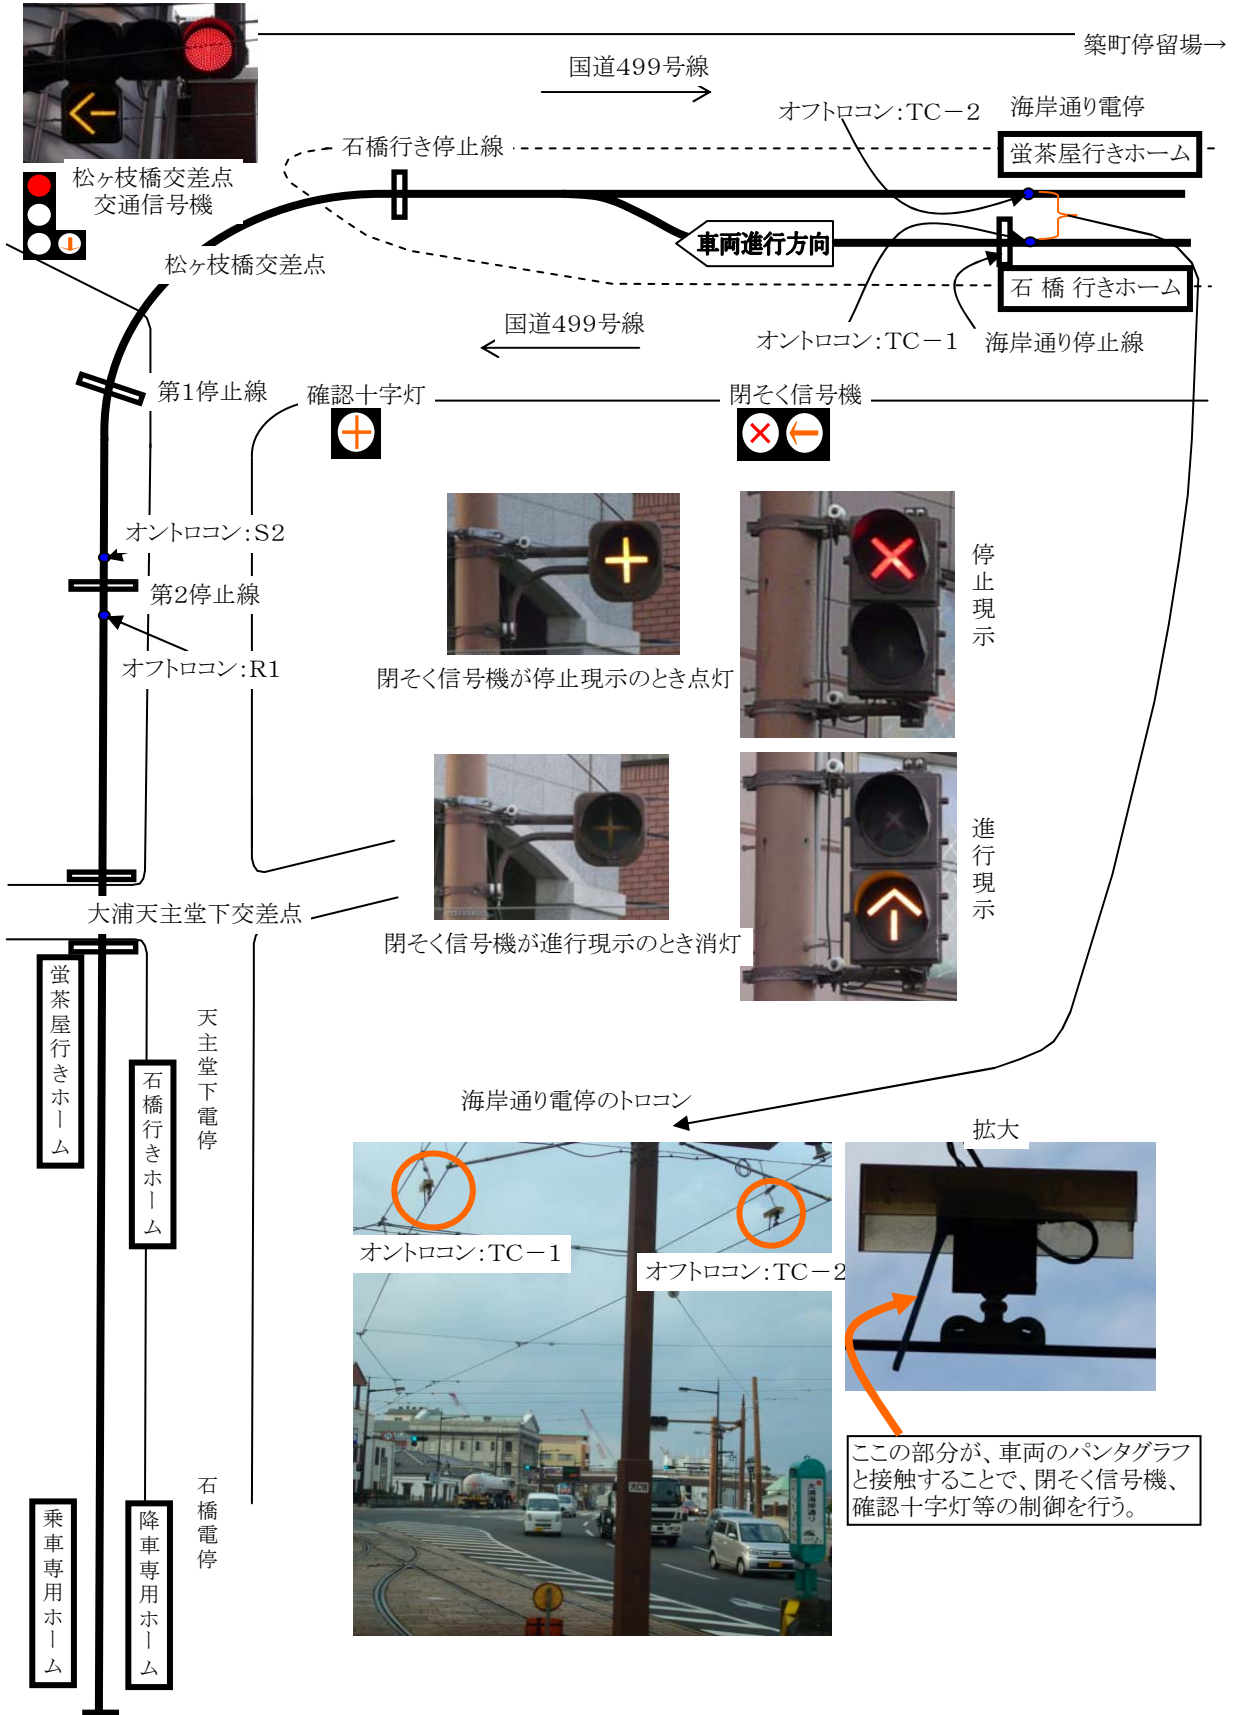 築町停留場→
国道499号線
オフトロコン:TC－2
海岸通り電停
石橋行き停止線
蛍茶屋行きホーム
松ヶ枝橋交差点
交通信号機
車両進行方向
松ヶ枝橋交差点
石 橋 行きホーム
国道499号線
オントロコン:TC－1
海岸通り停止線
第1停止線
確認十字灯
閉そく信号機
オントロコン:S2
停止現示
第2停止線
オフトロコン:R1
閉そく信号機が停止現示のとき点灯
進行現示
大浦天主堂下交差点
閉そく信号機が進行現示のとき消灯
蛍茶屋行きホーム
天主堂下電停
石橋行きホーム
海岸通り電停のトロコン
拡大
オントロコン:TC－1
オフトロコン:TC－2
ここの部分が、車両のパンタグラフ
と接触することで、閉そく信号機、
確認十字灯等の制御を行う。
大浦海岸通り
石橋電停
乗車専用ホーム
降車専用ホーム